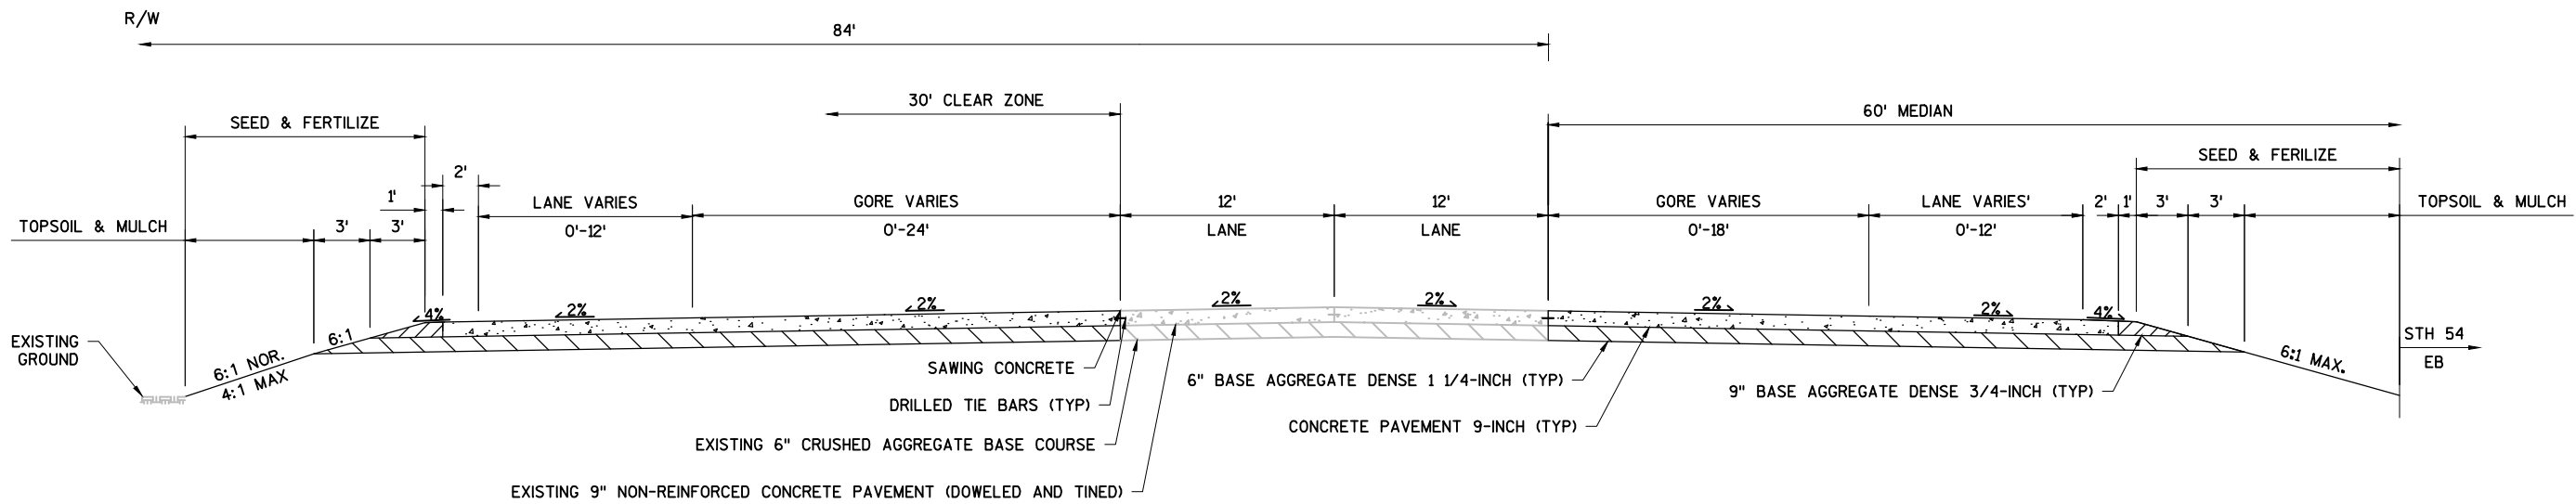 R/W
84'
30' CLEAR ZONE
60' MEDIAN
SEED & FERTILIZE
SEED & FERILIZE
2'
1'
LANE VARIES
GORE VARIES
12'
12'
GORE VARIES
LANE VARIES'
2'
1'
3'
3'
TOPSOIL & MULCH
TOPSOIL & MULCH
3'
3'
0'-12'
0'-24'
LANE
LANE
0'-18'
0'-12'
4%
2%
2%
2%
2%
2%
2%
4%
EXISTING
GROUND
6:1
6:1 NOR.
4:1 MAX
6:1 MAX.
STH 54
EB
SAWING CONCRETE
6" BASE AGGREGATE DENSE 1 1/4-INCH (TYP)
9" BASE AGGREGATE DENSE 3/4-INCH (TYP)
DRILLED TIE BARS (TYP)
CONCRETE PAVEMENT 9-INCH (TYP)
EXISTING 6" CRUSHED AGGREGATE BASE COURSE
EXISTING 9" NON-REINFORCED CONCRETE PAVEMENT (DOWELED AND TINED)